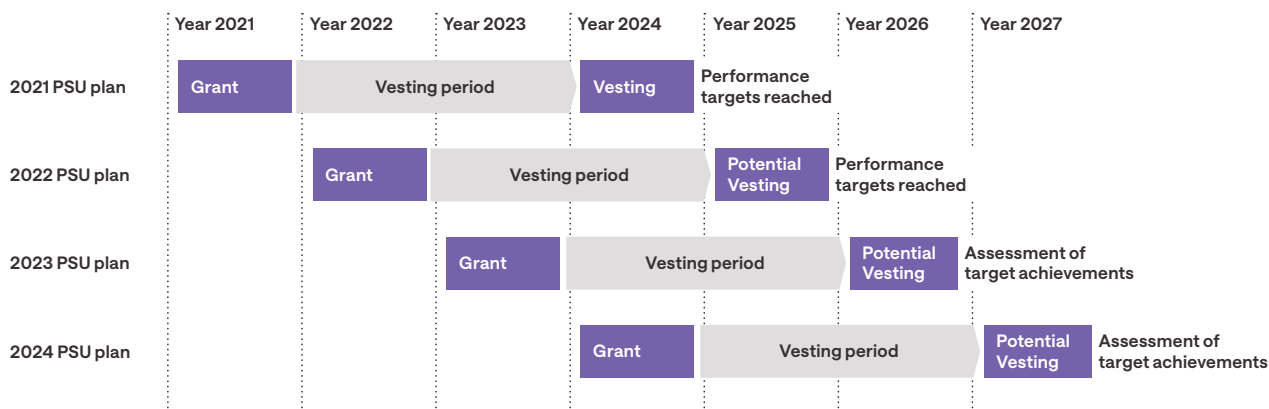 Year 2021
Year 2022
Year 2023
Year 2024
Year 2025
Year 2026
Year 2027
2021 PSU plan
Grant
Vesting period
Vesting
Performance
targets reached
2022 PSU plan
Grant
Vesting period
Potential
Vesting
Performance
targets reached
2023 PSU plan
Grant
Vesting period
Potential
Vesting
Assessment of
target achievements
2024 PSU plan
Grant
Vesting period
Potential
Vesting
Assessment of
target achievements